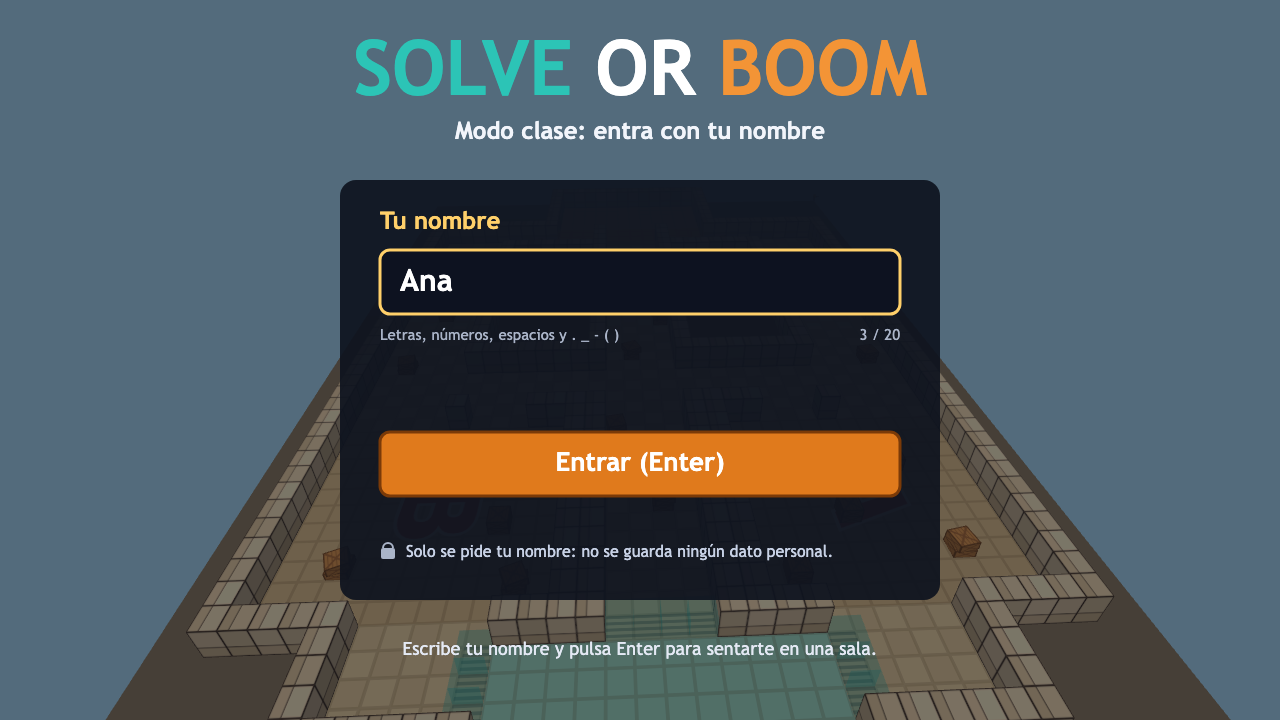 SOLVE OR BOOM
Modo clase: entra con tu nombre
Tu nombre
Ana
Letras, números, espacios y . _ - ( )
3 / 20
Entrar (Enter)
Solo se pide tu nombre: no se guarda ningún dato personal.
Escribe tu nombre y pulsa Enter para sentarte en una sala.